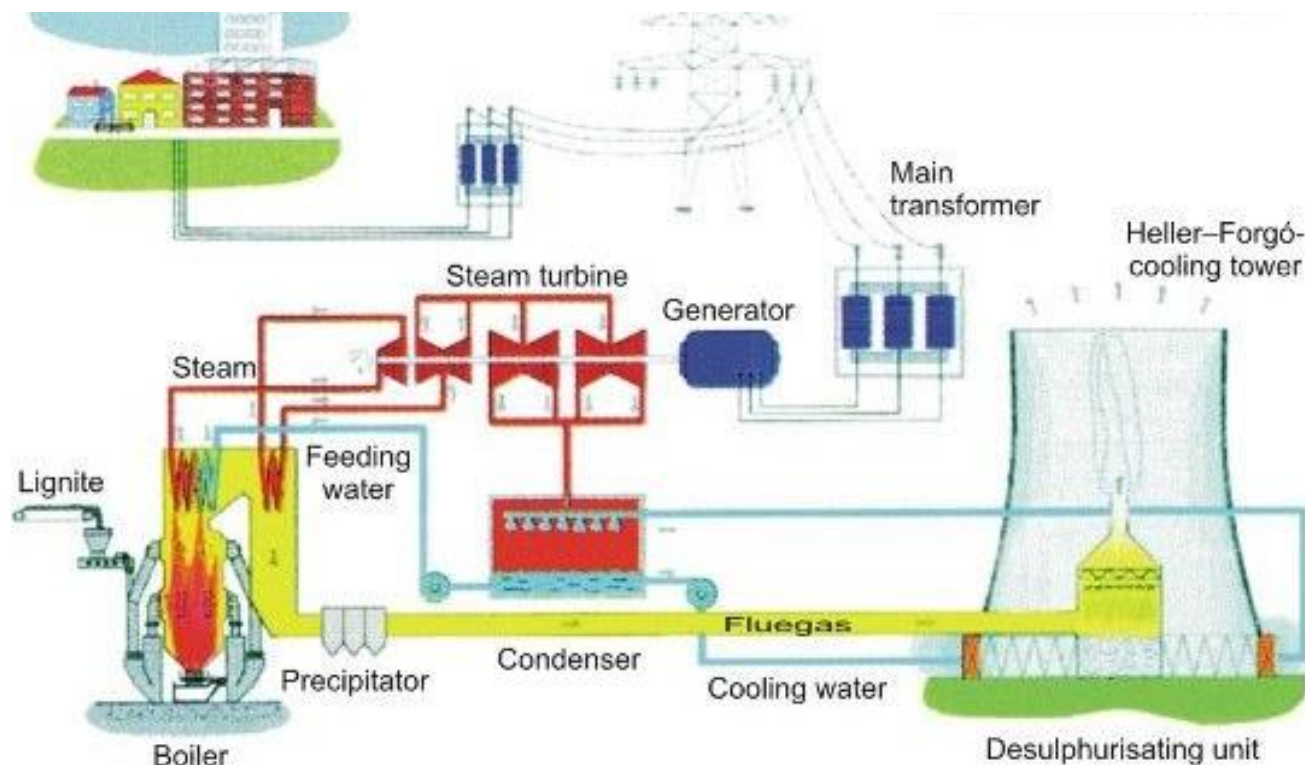 Main
transformer
Heller–Forgó-
cooling tower
Steam turbine
Generator
Steam
Feeding
water
Lignite
Fluegas
Precipitator
Condenser
Cooling water
Boiler
Desulphurisating unit